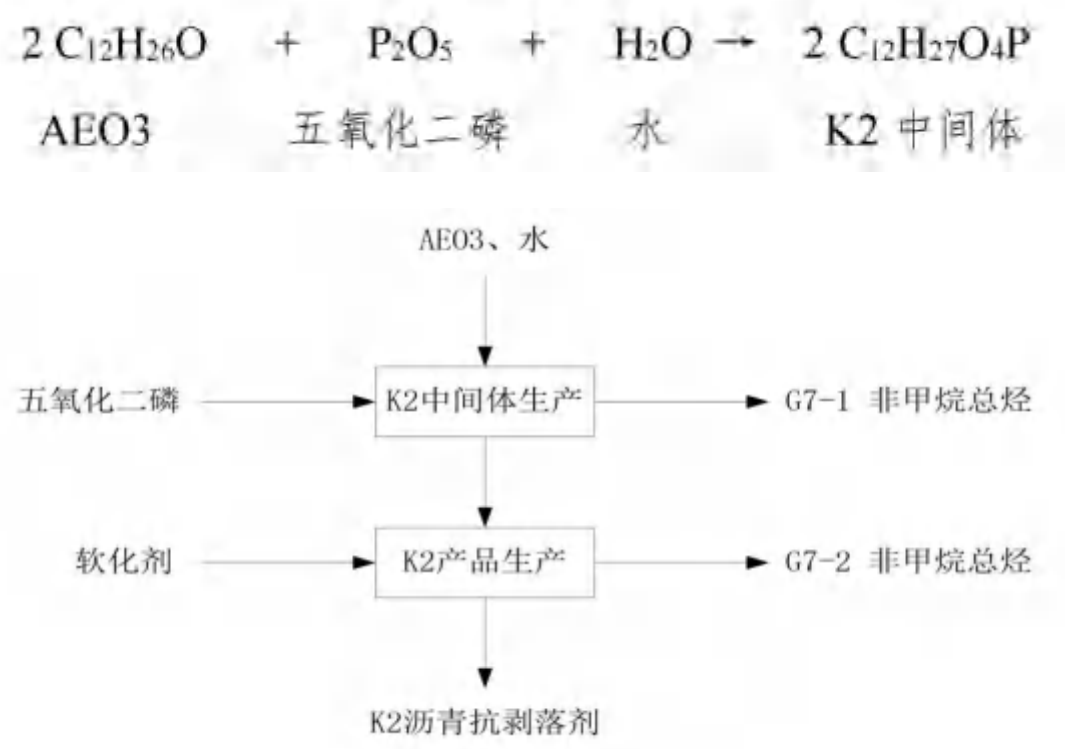 2 C₁₂H₂₆O + P₂O₅ + H₂O → 2 C₁₂H₂₇O₄P
AEO3 五氧化二磷 水 K2 中间体
AEO3、水
五氧化二磷 K2中间体生产 G7-1 非甲烷总烃
软化剂 K2产品生产 G7-2 非甲烷总烃
K2沥青抗剥落剂